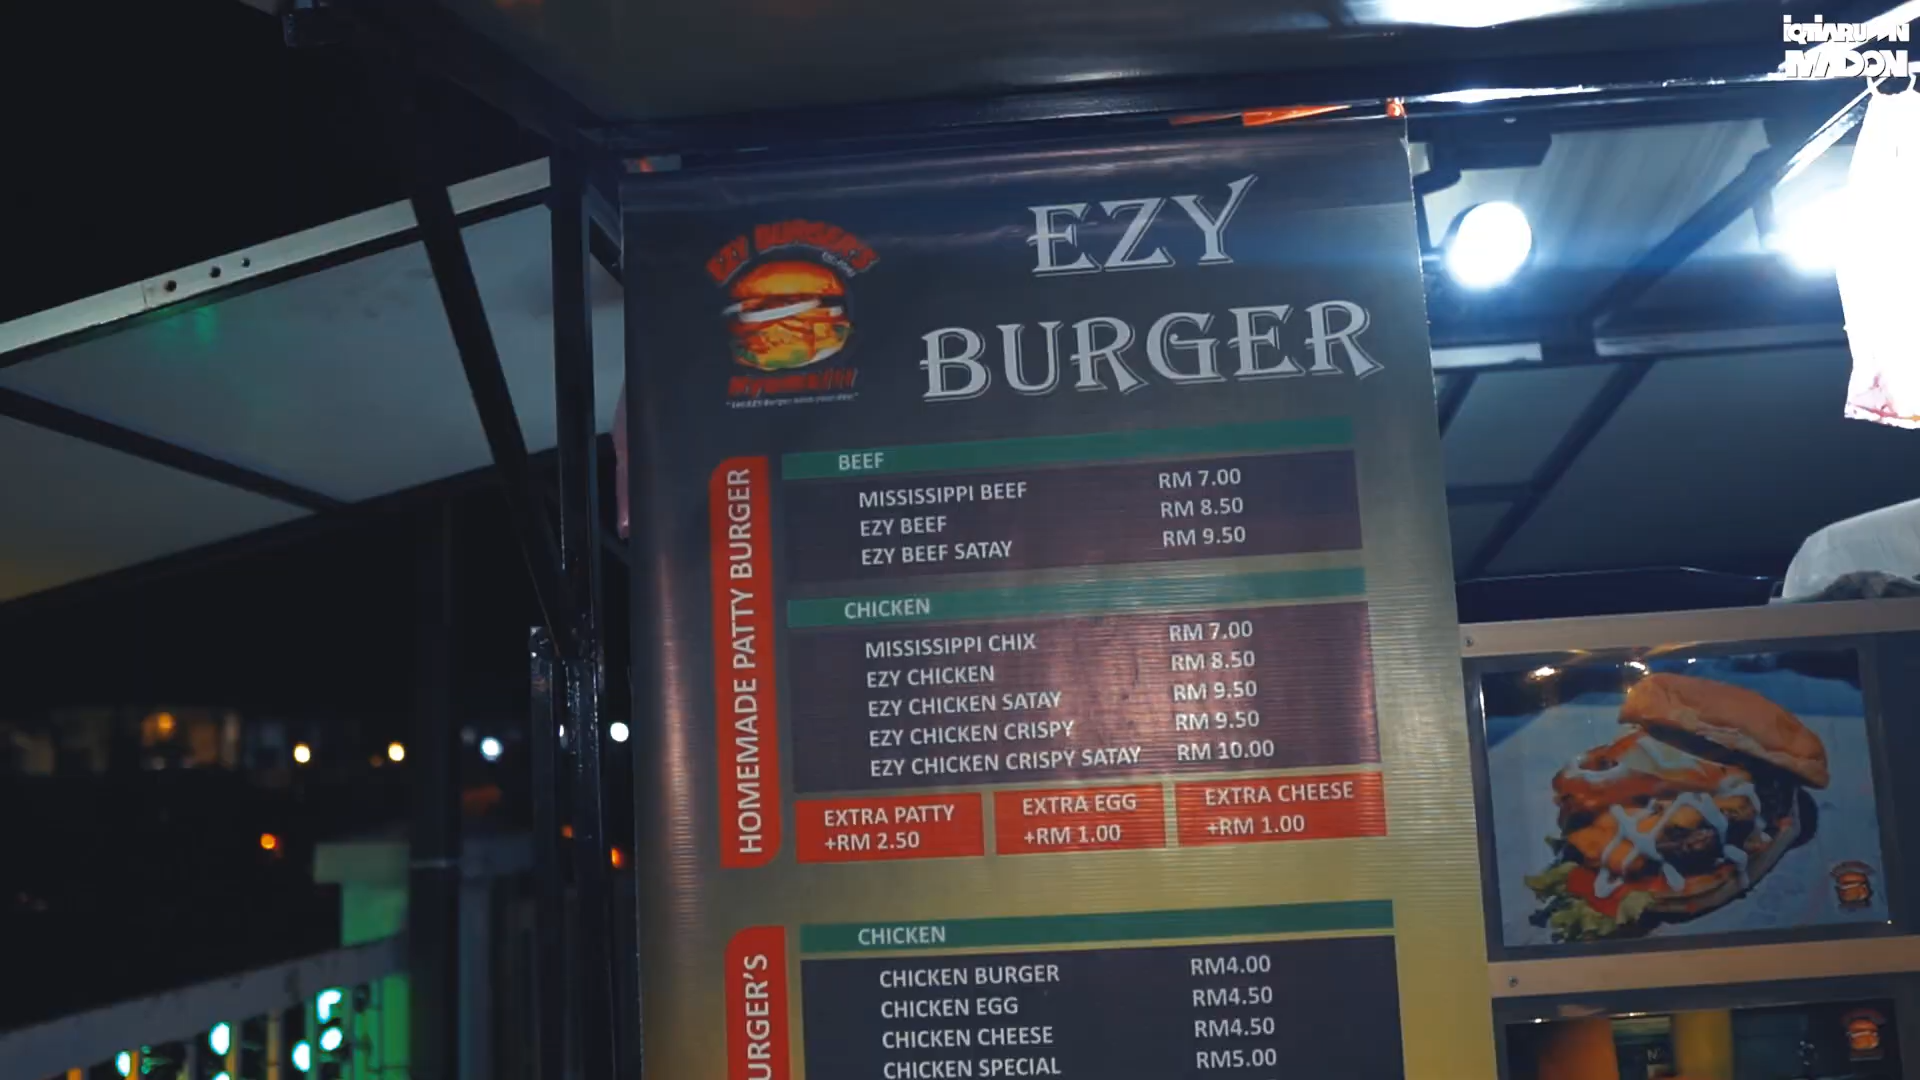 IQTIARUDDIN
MADON
EZY BURGER'S
EZY
BURGER
HOMEMADE PATTY BURGER
BEEF
MISSISSIPPI BEEF RM 7.00
EZY BEEF RM 8.50
EZY BEEF SATAY RM 9.50
CHICKEN
MISSISSIPPI CHIX RM 7.00
EZY CHICKEN RM 8.50
EZY CHICKEN SATAY RM 9.50
EZY CHICKEN CRISPY RM 9.50
EZY CHICKEN CRISPY SATAY RM 10.00
EXTRA PATTY
+RM 2.50
EXTRA EGG
+RM 1.00
EXTRA CHEESE
+RM 1.00
URGER'S
CHICKEN
CHICKEN BURGER RM4.00
CHICKEN EGG RM4.50
CHICKEN CHEESE RM4.50
CHICKEN SPECIAL RM5.00